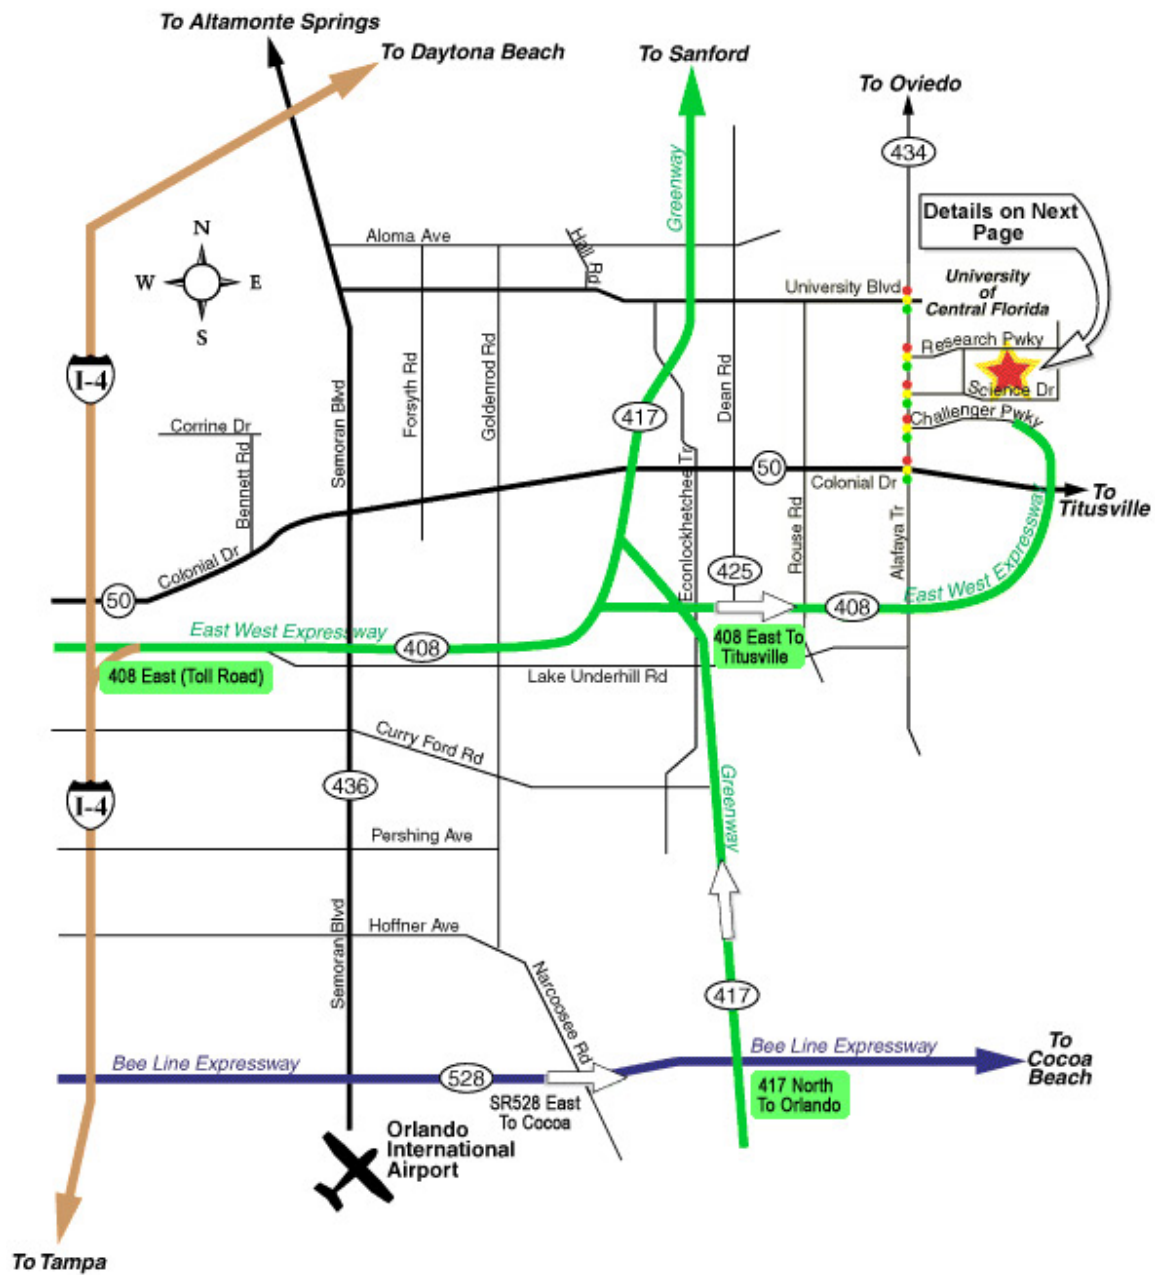 To Altamonte Springs
To Daytona Beach
To Sanford
To Oviedo
434
Greenway
Details on Next
Page
N
W
E
S
Aloma Ave
Hall Rd
University Blvd
University
of
Central Florida
Research Pwky
Science Dr
Challenger Pwky
I-4
Semoran Blvd
Forsyth Rd
Goldenrod Rd
417
Dean Rd
Corrine Dr
Bennett Rd
Econlockhetchee Tr
50
Colonial Dr
Rouse Rd
Alafaya Tr
To
Titusville
East West Expressway
Colonial Dr
50
425
408
East West Expressway
408
408 East To
Titusville
408 East (Toll Road)
Lake Underhill Rd
Curry Ford Rd
I-4
436
Greenway
Pershing Ave
Semoran Blvd
Hoffner Ave
Narcoosee Rd
417
Bee Line Expressway
528
SR528 East
To Cocoa
Bee Line Expressway
To
Cocoa
Beach
417 North
To Orlando
Orlando
International
Airport
To Tampa